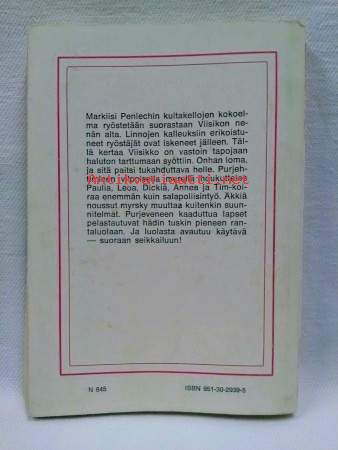 Markiisi Penlechin kultakellojen kokoel-
ma ryöstetään suorastaan Viisikon ne-
nän alta. Linnojen kalleuksiin erikoistu-
neet ryöstäjät ovat iskeneet jälleen. Täl-
lä kertaa Viisikko on vastoin tapojaan
haluton tarttumaan syöttiin. Onhan loma,
ja sitä paitsi tukahduttava helle. Purjeh-
Paulia, Leoa, Dickiä, Annea ja Tim-koi-
raa enemmän kuin salapoliisintyö. Äkkiä
noussut myrsky muuttaa kuitenkin suun-
nitelmat. Purjeveneen kaaduttua lapset
pelastautuvat hädin tuskin pieneen ran-
taluolaan. Ja luolasta avautuu käytävä
— suoraan seikkailuun!
N 845
ISBN 951-30-2939-5